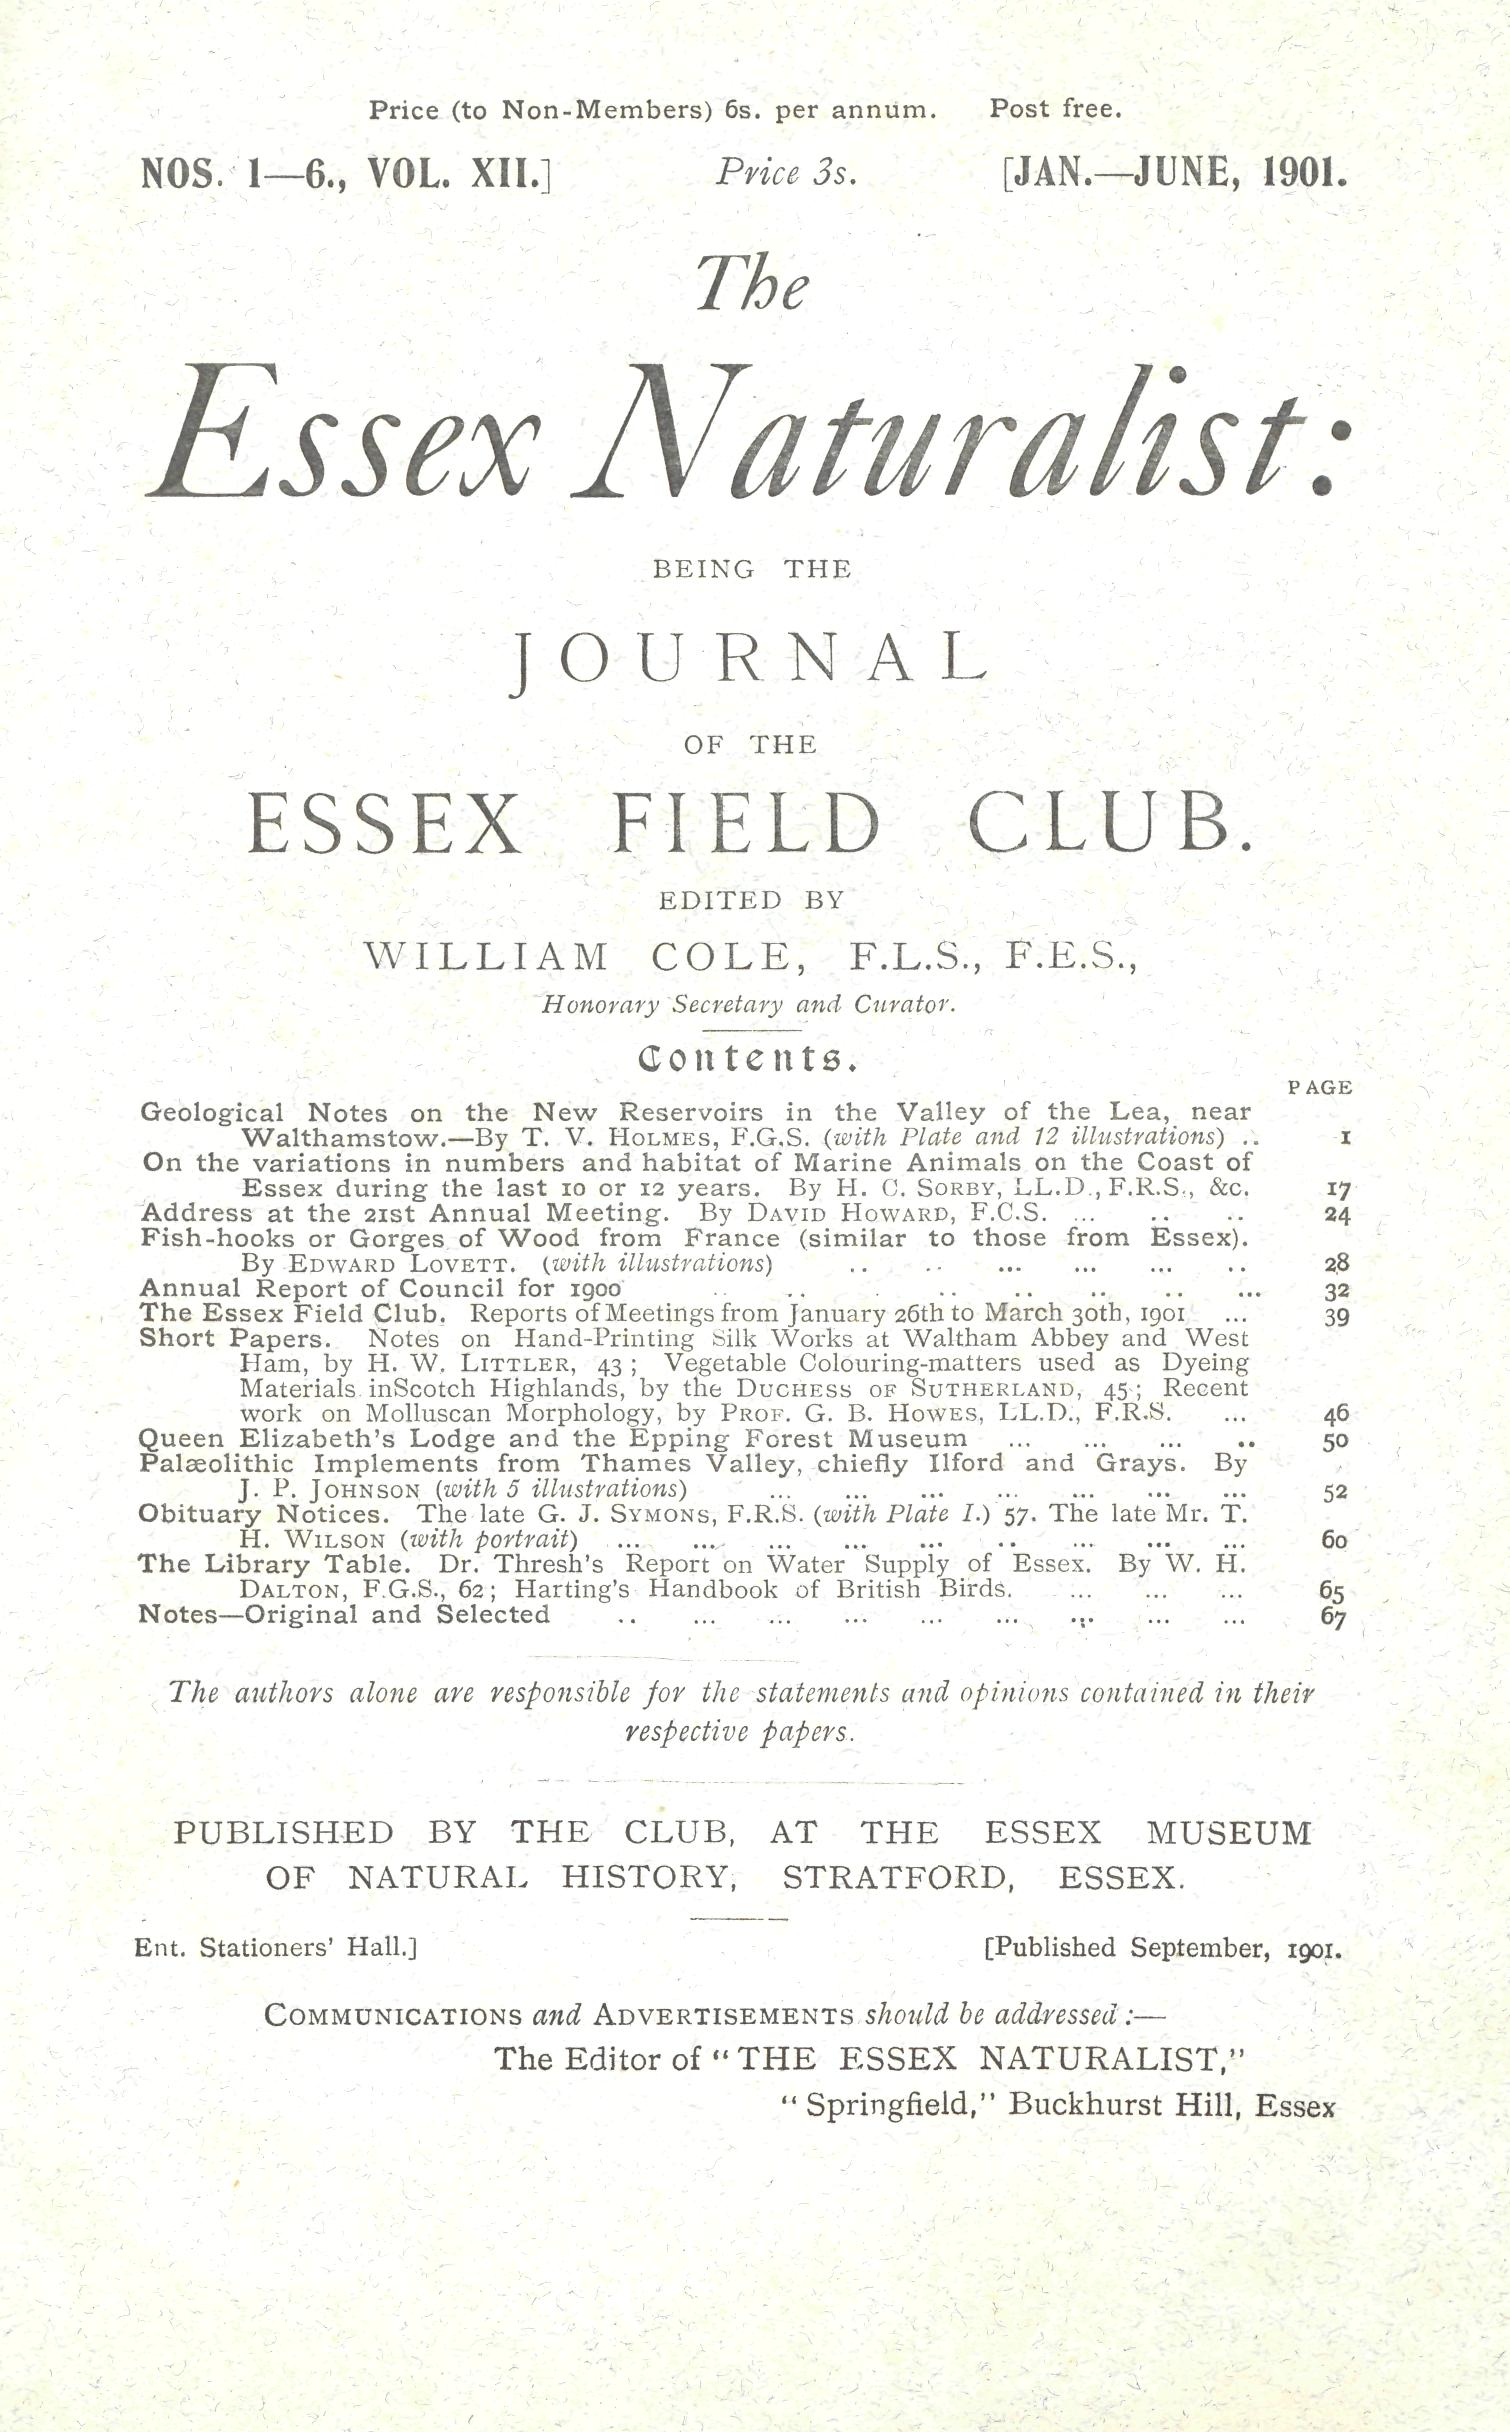 Price (to Non-Members) 6s. per annum. Post free.
NOS. 1—6., VOL. XII.] Price 3s. [JAN.—JUNE, 1901.
The
Essex Naturalist:
BEING THE
JOURNAL
OF THE
ESSEX FIELD CLUB.
EDITED BY
WILLIAM COLE, F.L.S., F.E.S.,
Honorary Secretary and Curator.
Contents.
PAGE
Geological Notes on the New Reservoirs in the Valley of the Lea, near
Walthamstow.—By T. V. HOLMES, F.G.S. (with Plate and 12 illustrations) .. 1
On the variations in numbers and habitat of Marine Animals on the Coast of
Essex during the last 10 or 12 years. By H. C. SORBY, LL.D., F.R.S., &c. 17
Address at the 21st Annual Meeting. By DAVID HOWARD, F.C.S. ... .. .. 24
Fish-hooks or Gorges of Wood from France (similar to those from Essex).
By EDWARD LOVETT. (with illustrations) .. .. ... ... ... .. 28
Annual Report of Council for 1900 .. .. . .. .. .. .. ... 32
The Essex Field Club. Reports of Meetings from January 26th to March 30th, 1901 ... 39
Short Papers. Notes on Hand-Printing Silk Works at Waltham Abbey and West
Ham, by H. W. LITTLER, 43; Vegetable Colouring-matters used as Dyeing
Materials inScotch Highlands, by the DUCHESS OF SUTHERLAND, 45; Recent
work on Molluscan Morphology, by PROF. G. B. HOWES, LL.D., F.R.S. ... 46
Queen Elizabeth's Lodge and the Epping Forest Museum ... ... ... .. 50
Palæolithic Implements from Thames Valley, chiefly Ilford and Grays. By
J. P. JOHNSON (with 5 illustrations) ... ... ... ... ... ... ... 52
Obituary Notices. The late G. J. SYMONS, F.R.S. (with Plate I.) 57. The late Mr. T.
H. WILSON (with portrait) ... ... ... ... ... .. ... ... ... 60
The Library Table. Dr. Thresh's Report on Water Supply of Essex. By W. H.
DALTON, F.G.S., 62; Harting's Handbook of British Birds. ... ... ... 65
Notes—Original and Selected .. ... ... ... ... ... ... ... ... 67
The authors alone are responsible for the statements and opinions contained in their
respective papers.
PUBLISHED BY THE CLUB, AT THE ESSEX MUSEUM
OF NATURAL HISTORY, STRATFORD, ESSEX.
Ent. Stationers' Hall.] [Published September, 1901.
COMMUNICATIONS and ADVERTISEMENTS should be addressed :—
The Editor of "THE ESSEX NATURALIST,"
"Springfield," Buckhurst Hill, Essex